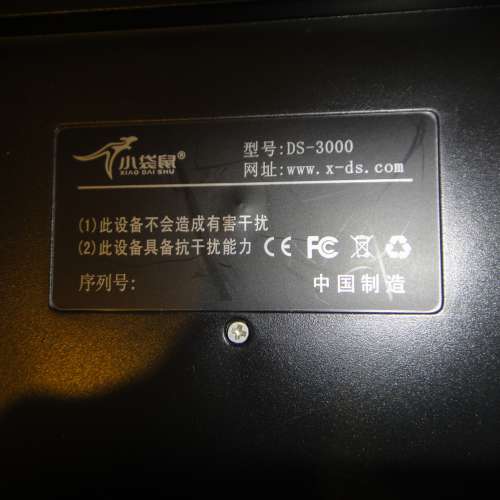 小袋鼠®
XIAO DAI SHU
型号:DS-3000
网址:www.x-ds.com
(1)此设备不会造成有害干扰
(2)此设备具备抗干扰能力 CE FC
序列号:
中国制造